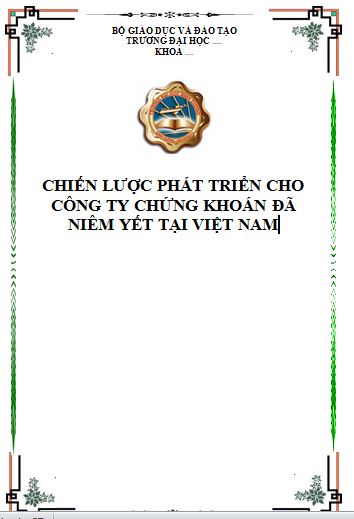 BỘ GIÁO DỤC VÀ ĐÀO TẠO
TRƯỜNG ĐẠI HỌC .....
KHOA ....
CHIẾN LƯỢC PHÁT TRIỂN CHO
CÔNG TY CHỨNG KHOÁN ĐÃ
NIÊM YẾT TẠI VIỆT NAM